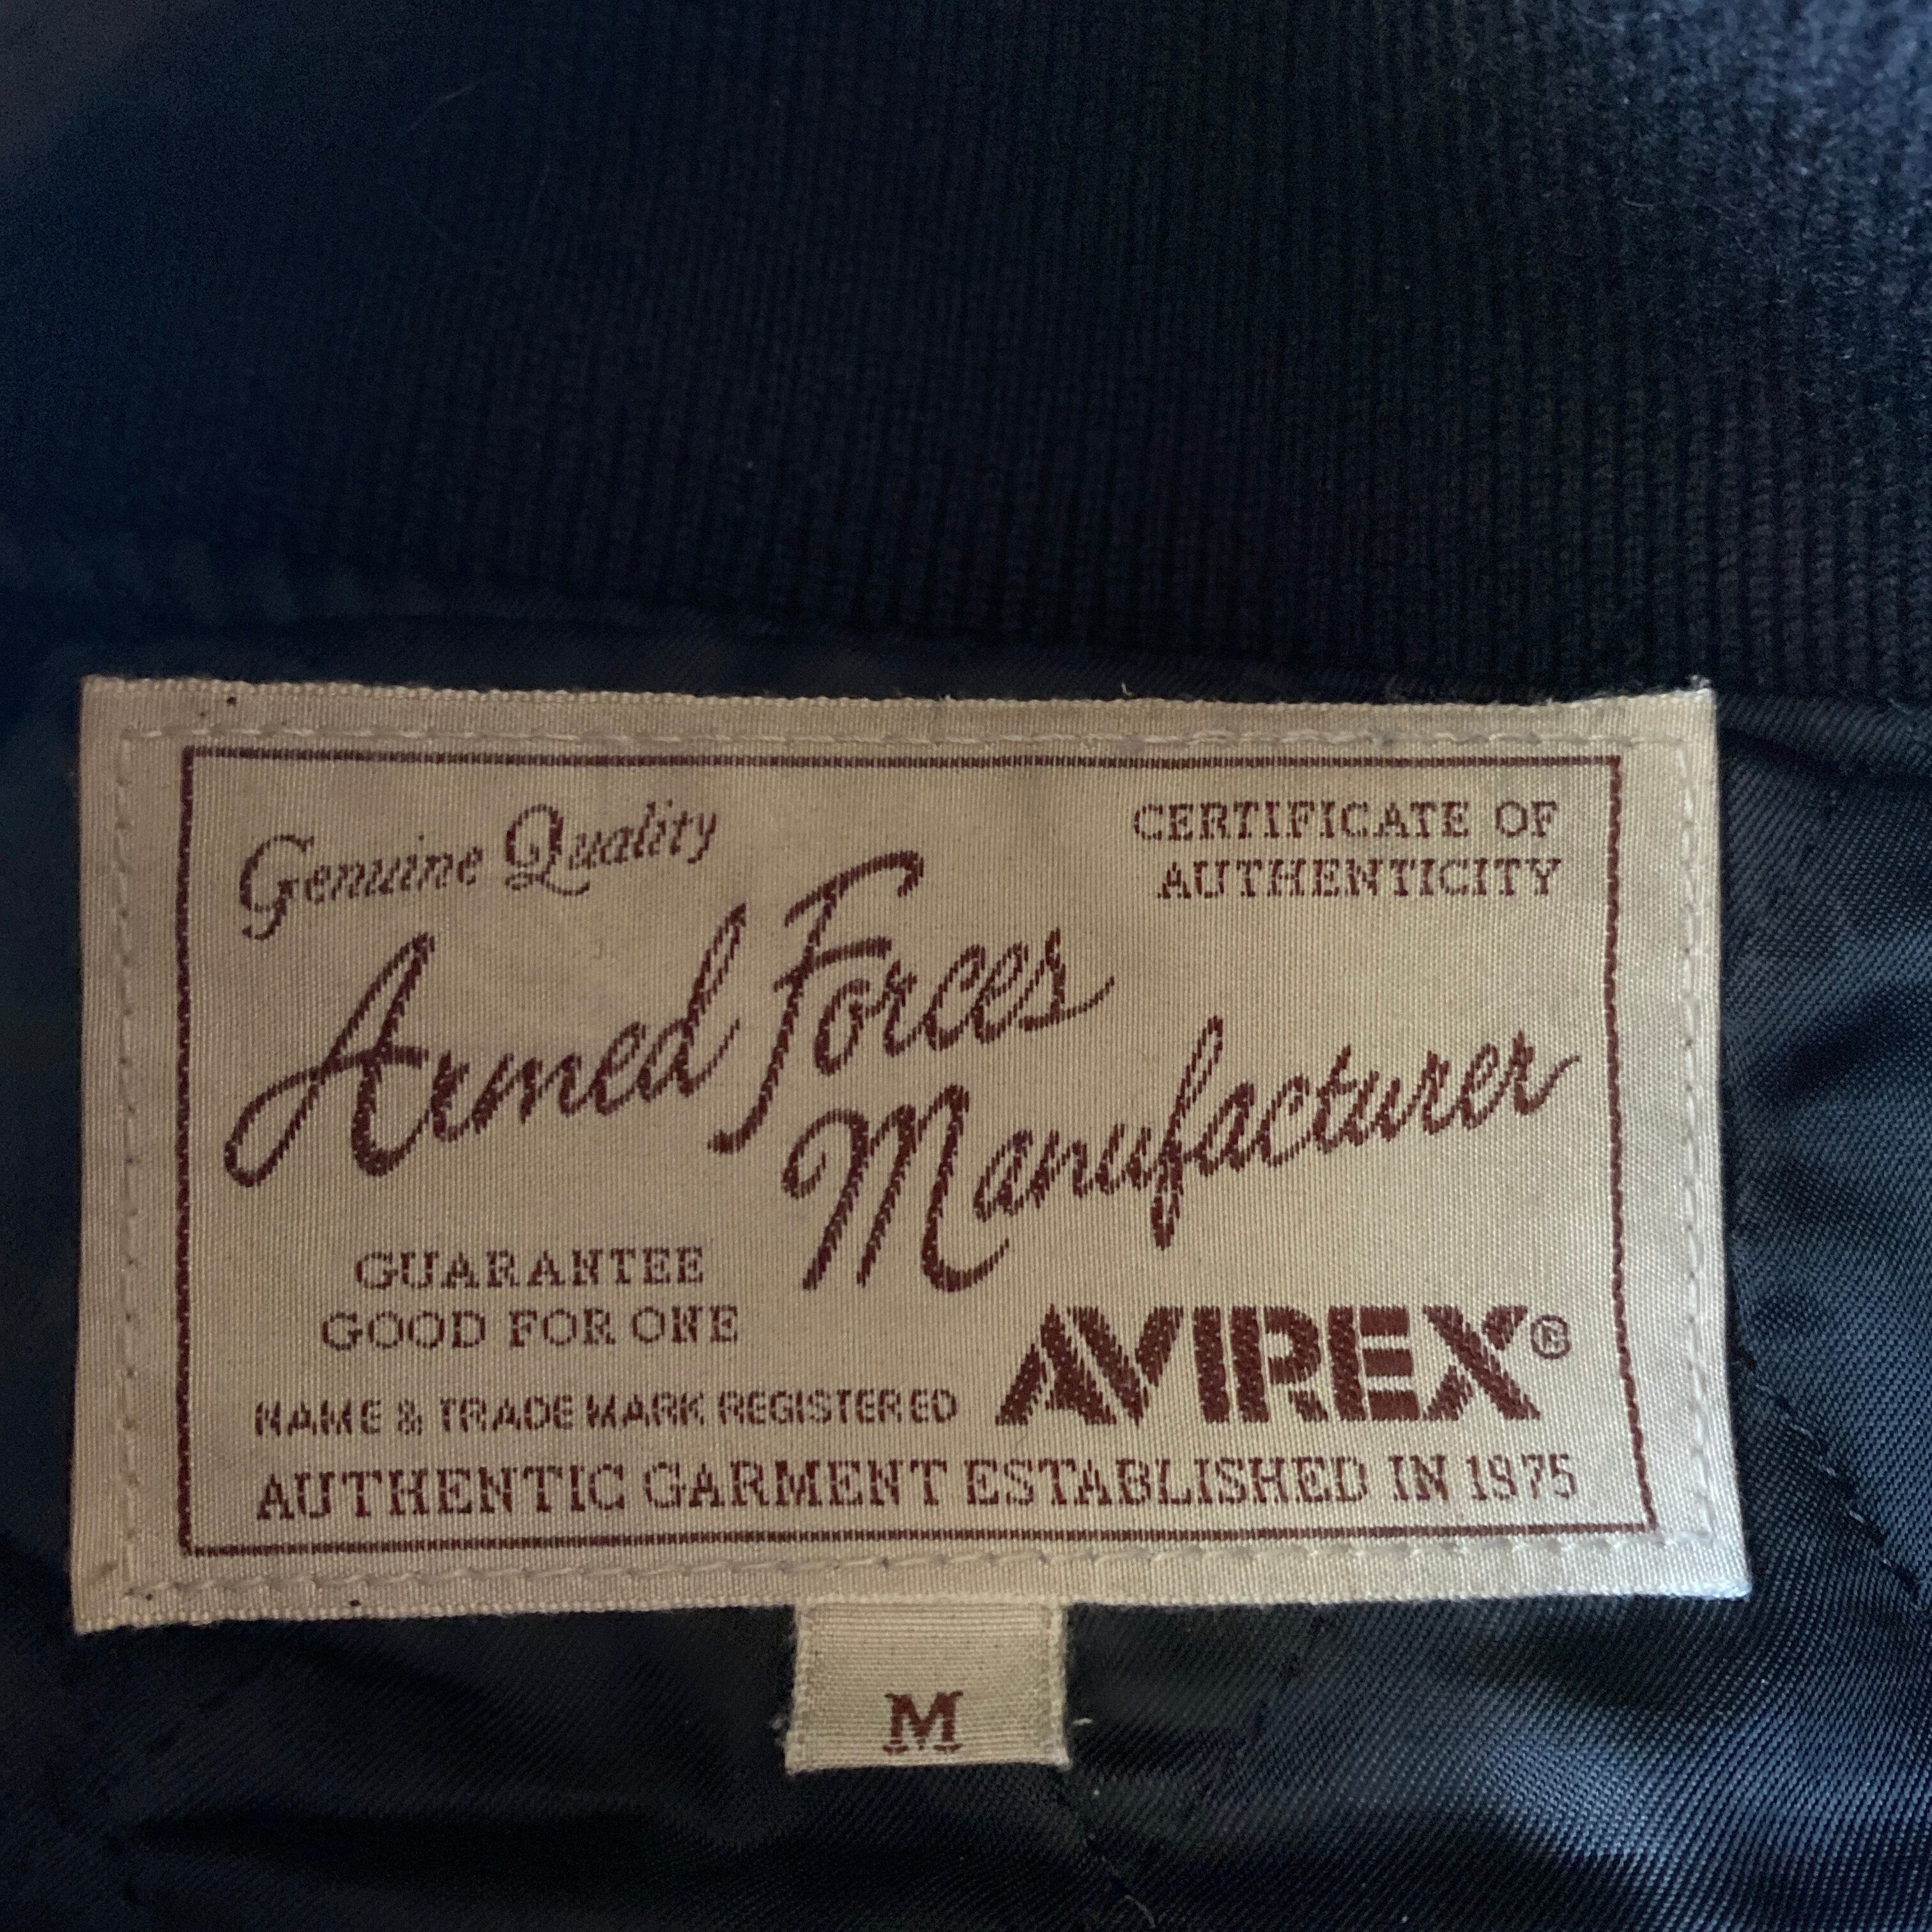 Genuine Quality
CERTIFICATE OF
AUTHENTICITY
Armed Forces
Manufacturer
GUARANTEE
GOOD FOR ONE
NAME & TRADE MARK REGISTERED
AVIREX®
AUTHENTIC GARMENT ESTABLISHED IN 1975
M